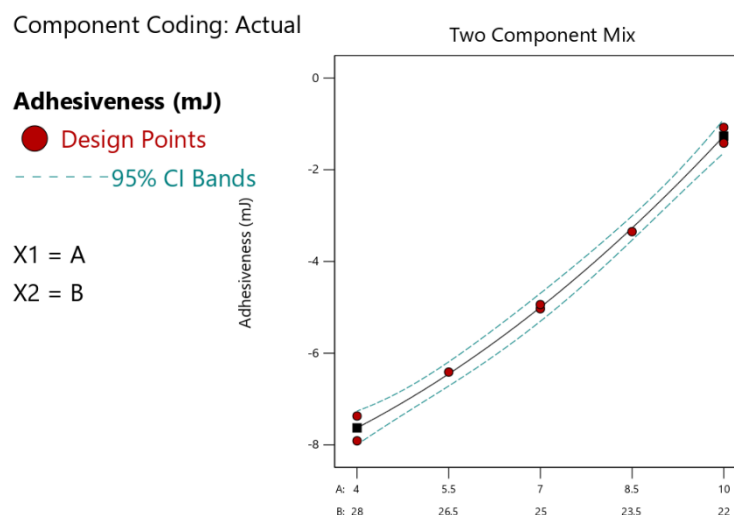 Component Coding: Actual
Two Component Mix
Adhesiveness (mJ)
Design Points
95% CI Bands
X1 = A
X2 = B
Adhesiveness (mJ)
0
-2
-4
-6
-8
A: 4 5.5 7 8.5 10
B: 28 26.5 25 23.5 22